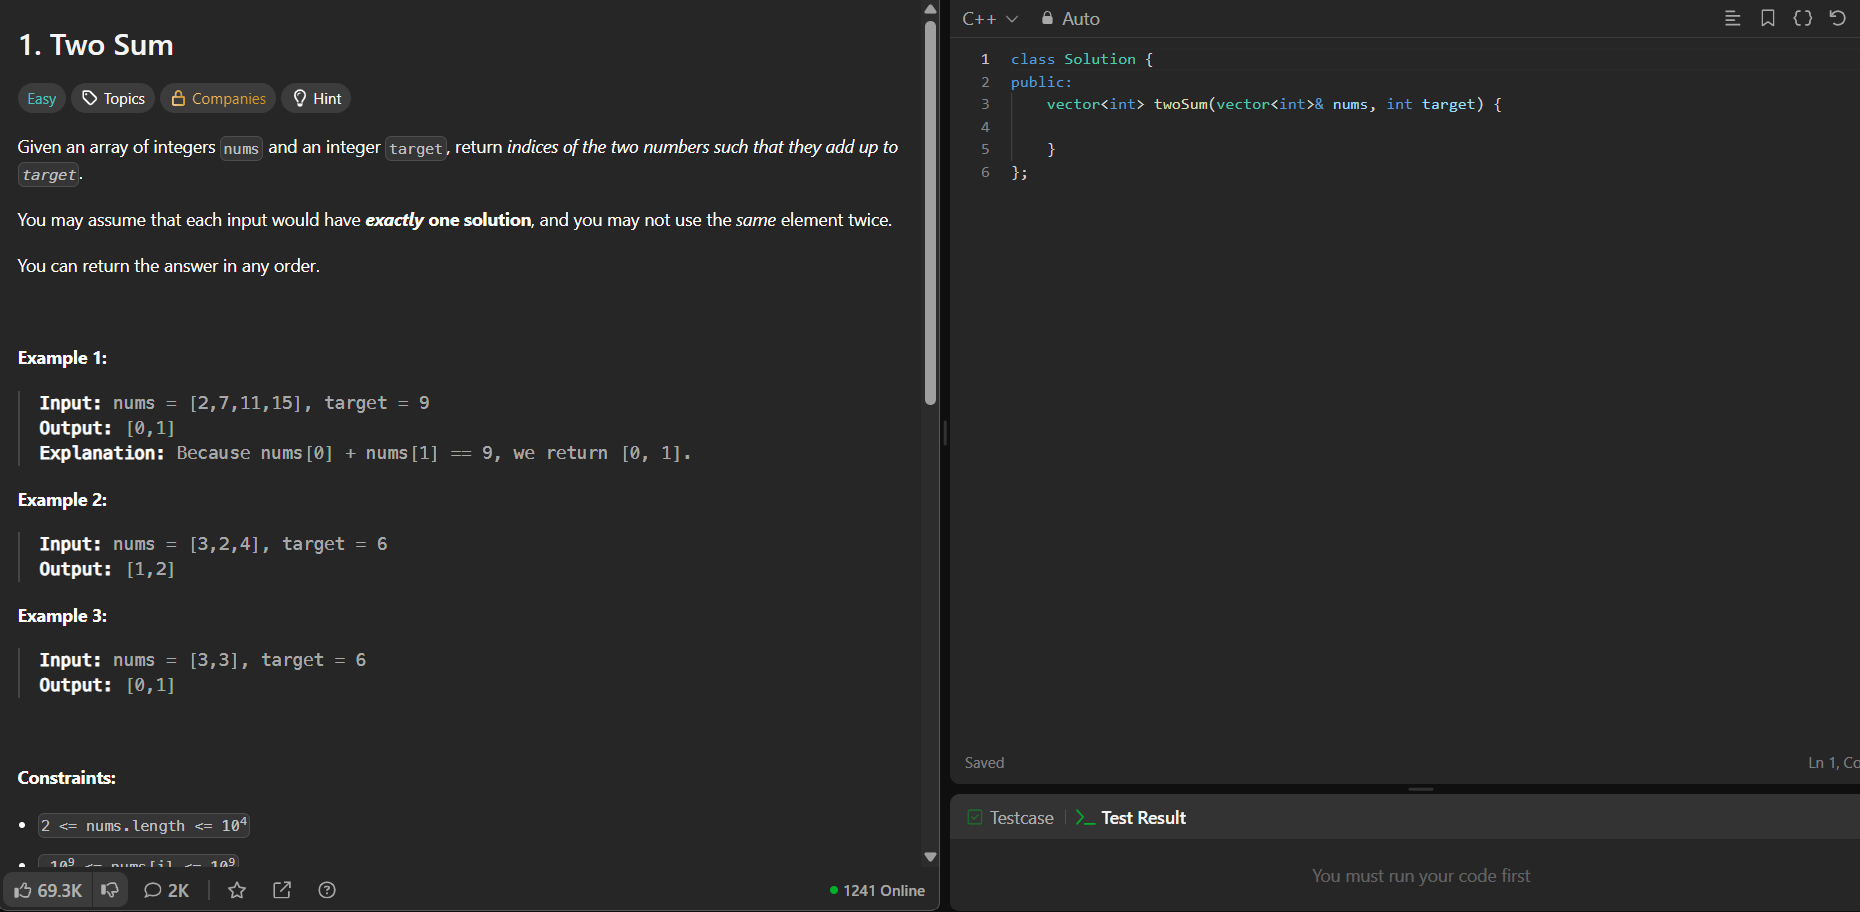 1. Two Sum
Easy Topics Companies Hint
Given an array of integers nums and an integer target, return indices of the two numbers such that they add up to
target.
You may assume that each input would have exactly one solution, and you may not use the same element twice.
You can return the answer in any order.
Example 1:
Input: nums = [2,7,11,15], target = 9
Output: [0,1]
Explanation: Because nums[0] + nums[1] == 9, we return [0, 1].
Example 2:
Input: nums = [3,2,4], target = 6
Output: [1,2]
Example 3:
Input: nums = [3,3], target = 6
Output: [0,1]
Constraints:
• 2 <= nums.length <= 10⁴
• -10⁹ <= nums[i] <= 10⁹
69.3K 2K 1241 Online
C++ Auto
1 class Solution {
2 public:
3     vector<int> twoSum(vector<int>& nums, int target) {
4
5     }
6 };
Saved Ln 1, Co
Testcase >_ Test Result
You must run your code first